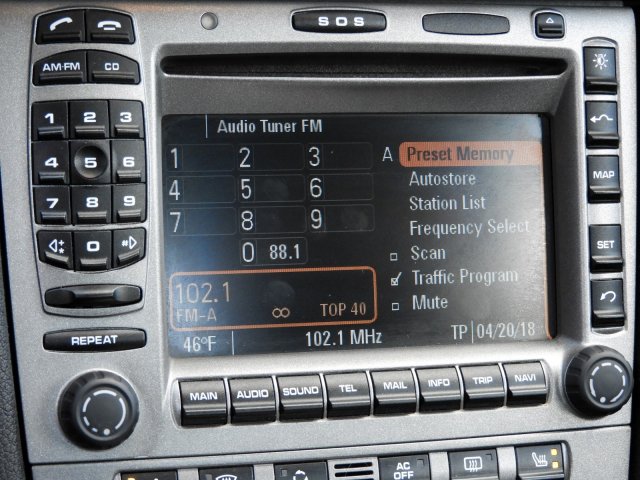 SOS
AM·FM CD
1 2 3
4 5 6
7 8 9
0
REPEAT
Audio Tuner FM
1 2 3 A Preset Memory
4 5 6 Autostore
7 8 9 Station List
Frequency Select
0 88.1 Scan
Traffic Program
Mute
102.1
FM-A ∞ TOP 40
46°F 102.1 MHz TP 04/20/18
MAP
SET
MAIN AUDIO SOUND TEL MAIL INFO TRIP NAVI
AC
OFF